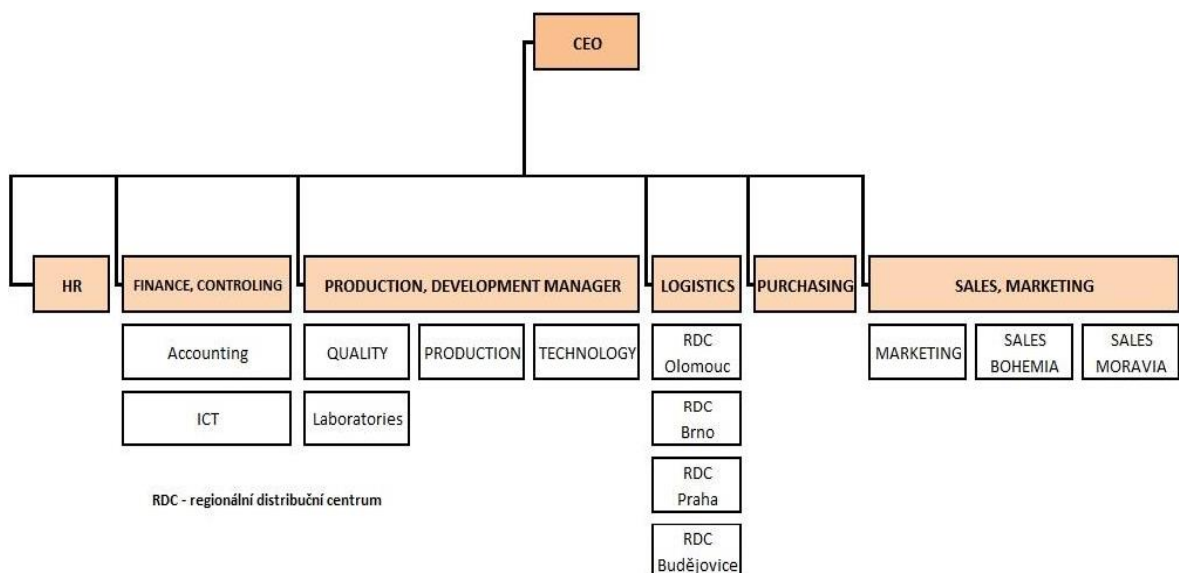 CEO
HR
FINANCE, CONTROLING
PRODUCTION, DEVELOPMENT MANAGER
LOGISTICS
PURCHASING
SALES, MARKETING
Accounting
QUALITY
PRODUCTION
TECHNOLOGY
RDC
Olomouc
MARKETING
SALES
BOHEMIA
SALES
MORAVIA
ICT
Laboratories
RDC
Brno
RDC - regionální distribuční centrum
RDC
Praha
RDC
Budějovice